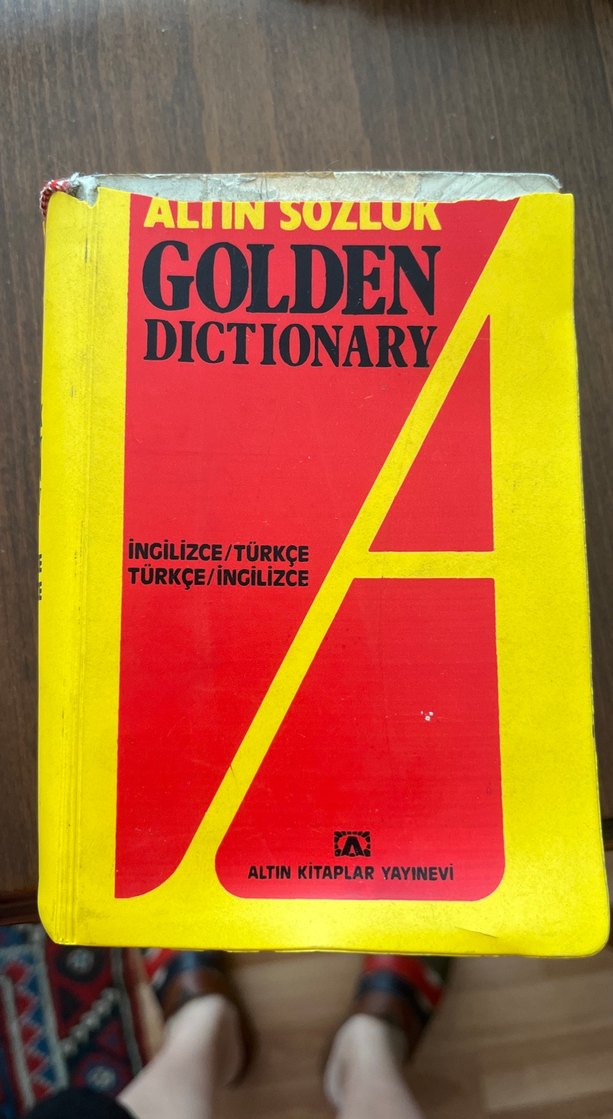 ALTIN SÖZLÜK
GOLDEN
DICTIONARY
İNGİLİZCE/TÜRKÇE
TÜRKÇE/İNGİLİZCE
ALTIN KİTAPLAR YAYINEVİ